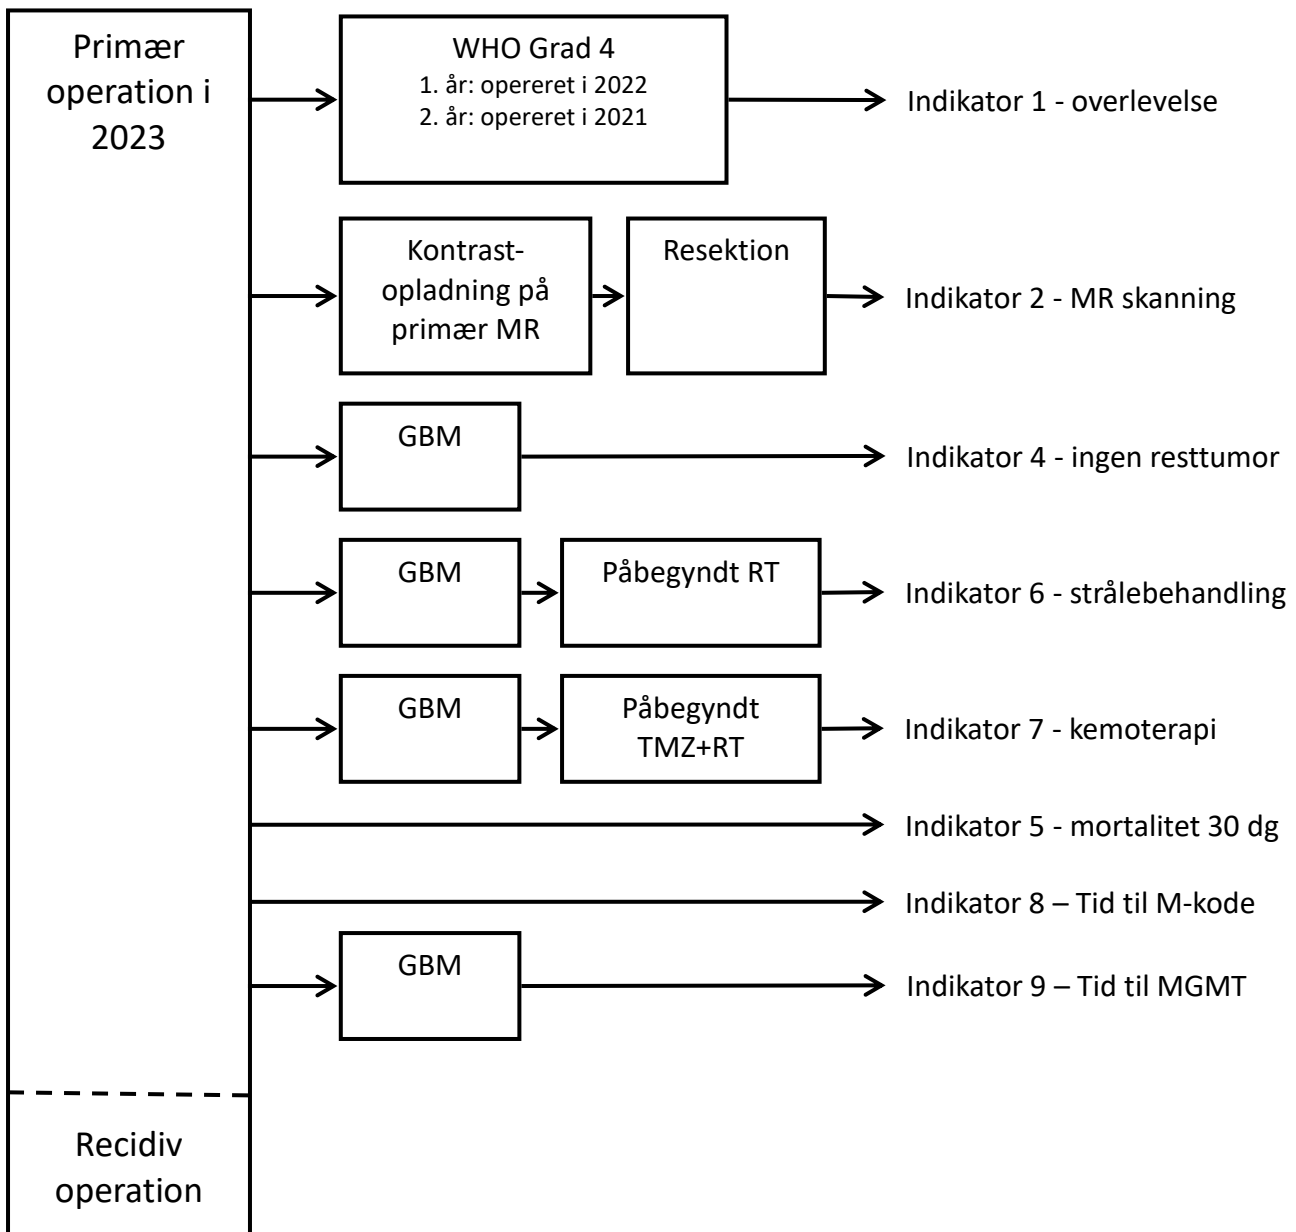 Primær
operation i
2023
WHO Grad 4
1. år: opereret i 2022
2. år: opereret i 2021
Indikator 1 - overlevelse
Kontrast-
opladning på
primær MR
Resektion
Indikator 2 - MR skanning
GBM
Indikator 4 - ingen resttumor
GBM
Påbegyndt RT
Indikator 6 - strålebehandling
GBM
Påbegyndt
TMZ+RT
Indikator 7 - kemoterapi
Indikator 5 - mortalitet 30 dg
Indikator 8 – Tid til M-kode
GBM
Indikator 9 – Tid til MGMT
Recidiv
operation